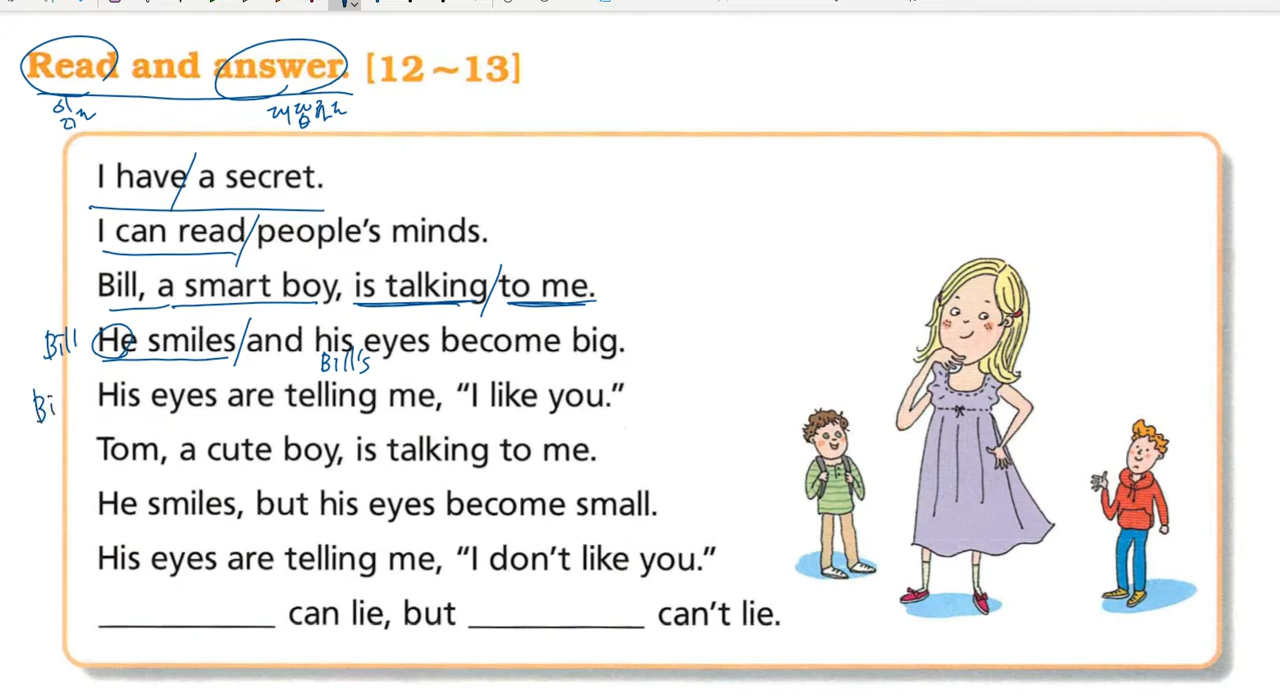 Read and answer. [12~13]
읽고 대답하고
I have a secret.
I can read people's minds.
Bill, a smart boy, is talking to me.
Bill He smiles and his eyes become big.
Bill's
Bi His eyes are telling me, "I like you."
Tom, a cute boy, is talking to me.
He smiles, but his eyes become small.
His eyes are telling me, "I don't like you."
____________ can lie, but ____________ can't lie.